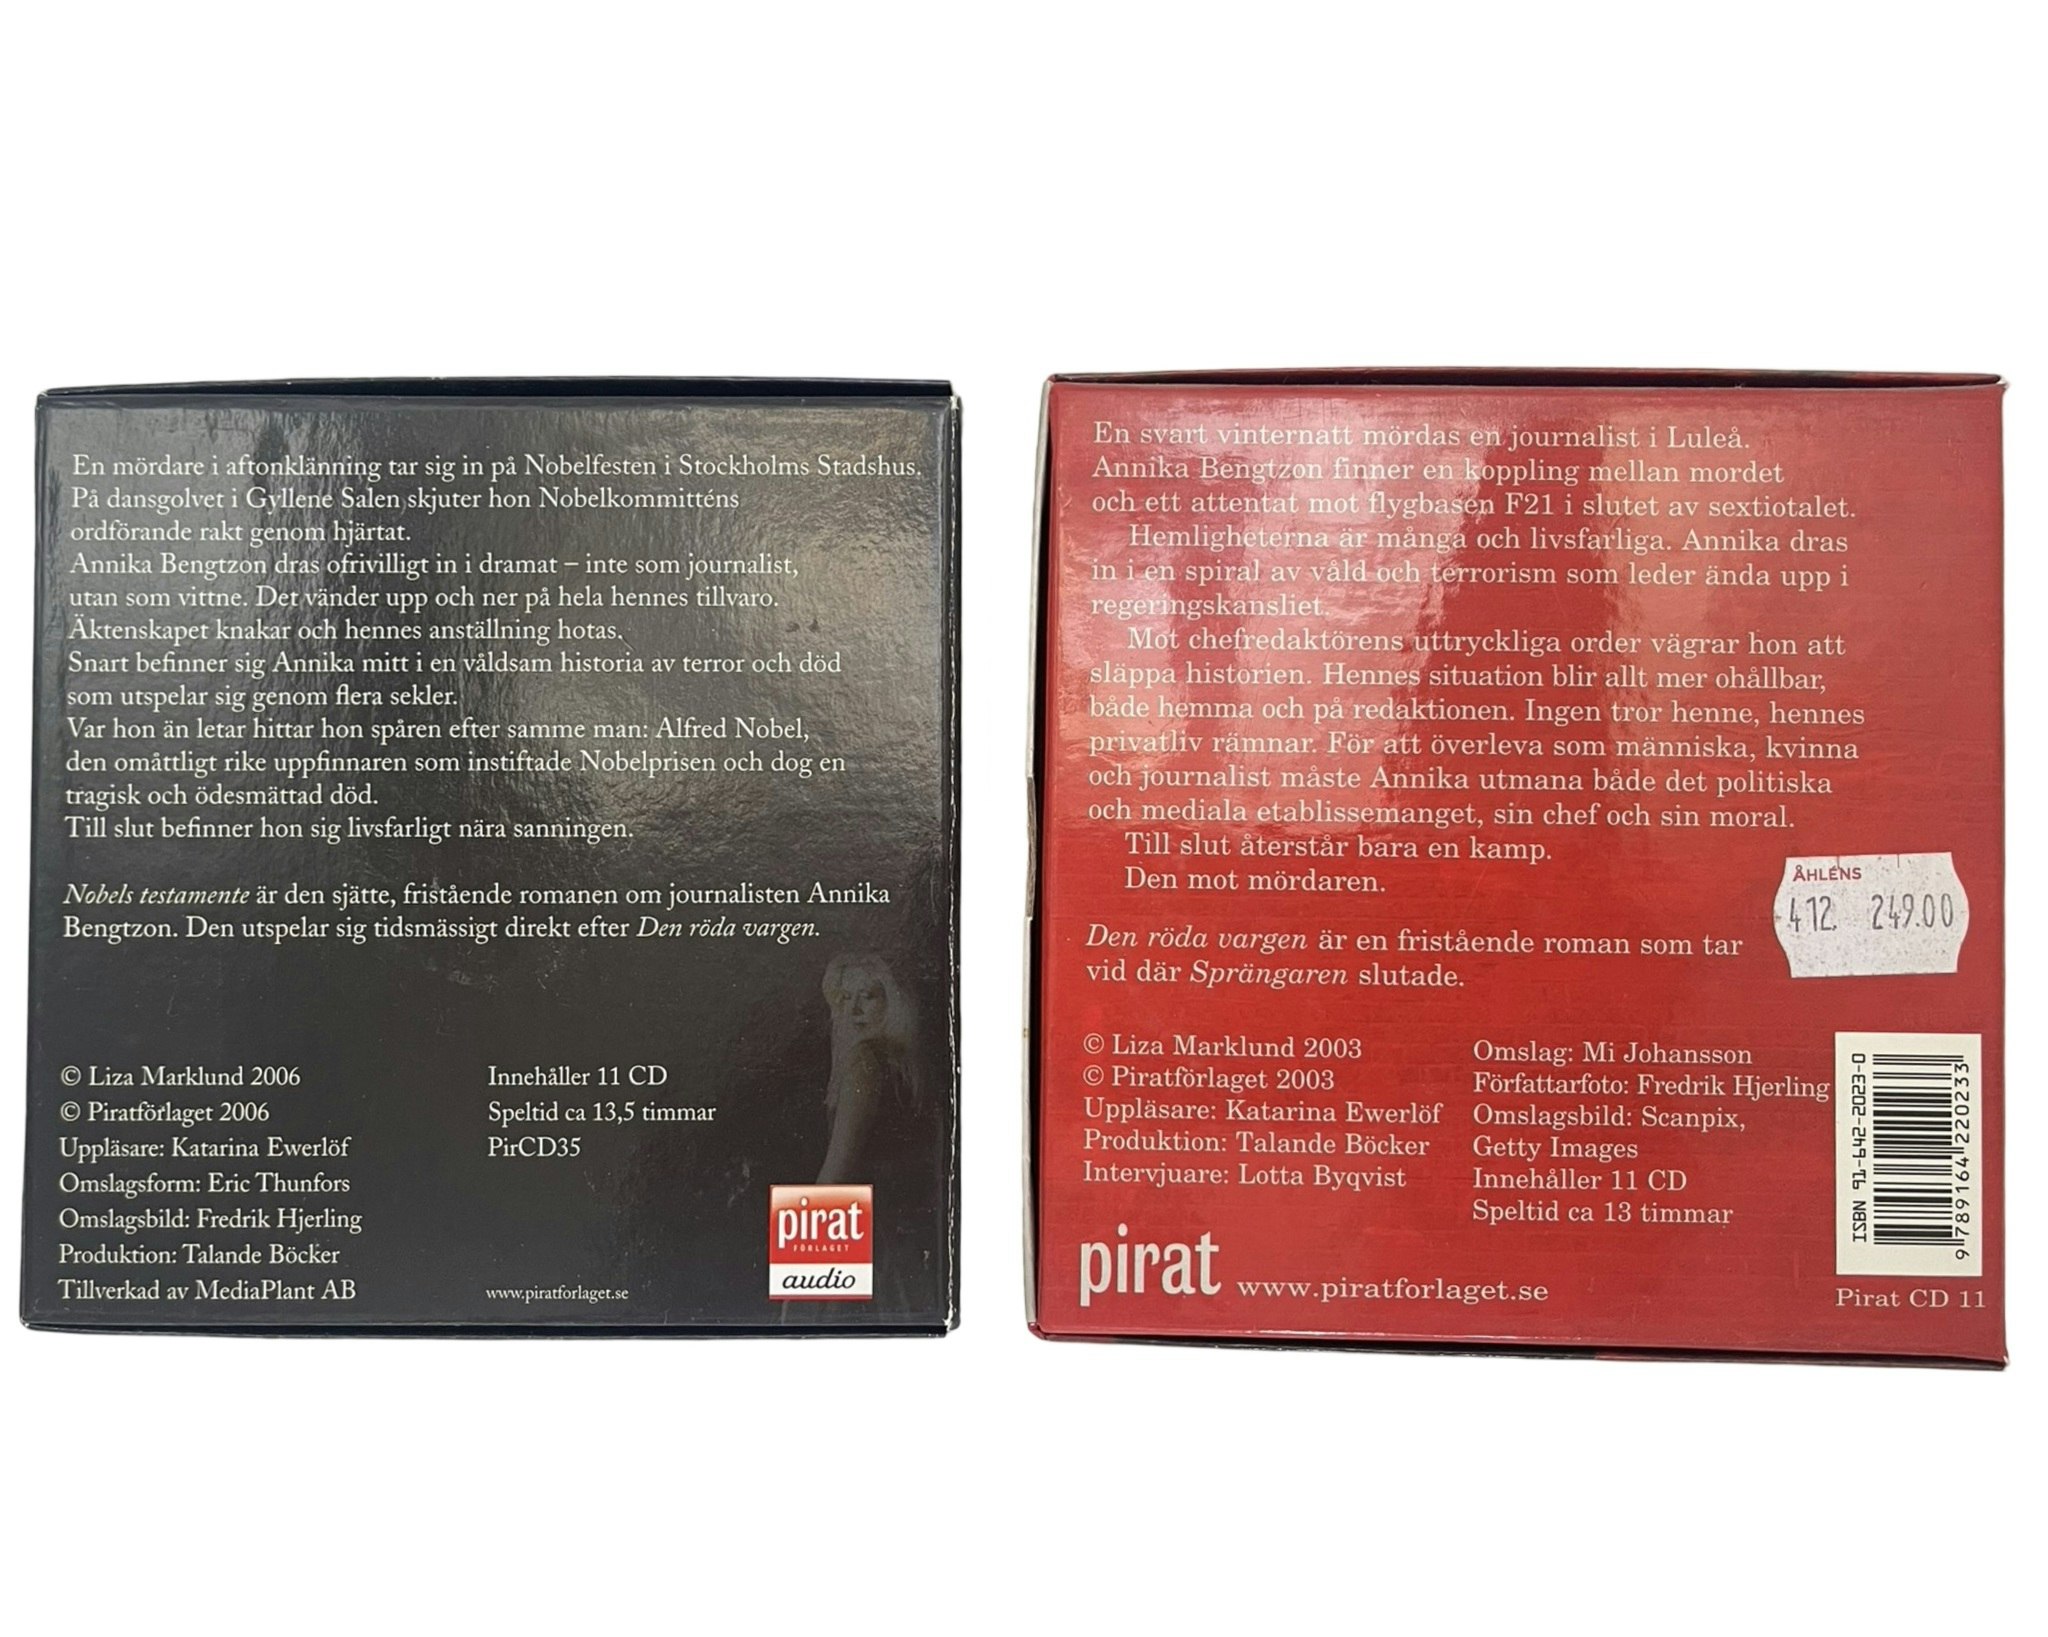 En mördare i aftonklänning tar sig in på Nobelfesten i Stockholms Stadshus.
På dansgolvet i Gyllene Salen skjuter hon Nobelkommitténs
ordförande rakt genom hjärtat.
Annika Bengtzon dras ofrivilligt in i dramat – inte som journalist,
utan som vittne. Det vänder upp och ner på hela hennes tillvaro.
Äktenskapet knakar och hennes anställning hotas.
Snart befinner sig Annika mitt i en våldsam historia av terror och död
som utspelar sig genom flera sekler.
Var hon än letar hittar hon spåren efter samme man: Alfred Nobel,
den omåttligt rike uppfinnaren som instiftade Nobelprisen och dog en
tragisk och ödesmättad död.
Till slut befinner hon sig livsfarligt nära sanningen.
Nobels testamente är den sjätte, fristående romanen om journalisten Annika
Bengtzon. Den utspelar sig tidsmässigt direkt efter Den röda vargen.
© Liza Marklund 2006
© Piratförlaget 2006
Uppläsare: Katarina Ewerlöf
Omslagsform: Eric Thunfors
Omslagsbild: Fredrik Hjerling
Produktion: Talande Böcker
Tillverkad av MediaPlant AB
Innehåller 11 CD
Speltid ca 13,5 timmar
PirCD35
www.piratforlaget.se
pirat
FÖRLAGET
audio
En svart vinternatt mördas en journalist i Luleå.
Annika Bengtzon finner en koppling mellan mordet
och ett attentat mot flygbasen F21 i slutet av sextiotalet.
Hemligheterna är många och livsfarliga. Annika dras
in i en spiral av våld och terrorism som leder ända upp i
regeringskansliet.
Mot chefredaktörens uttryckliga order vägrar hon att
släppa historien. Hennes situation blir allt mer ohållbar,
både hemma och på redaktionen. Ingen tror henne, hennes
privatliv rämnar. För att överleva som människa, kvinna
och journalist måste Annika utmana både det politiska
och mediala etablissemanget, sin chef och sin moral.
Till slut återstår bara en kamp.
Den mot mördaren.
Den röda vargen är en fristående roman som tar
vid där Sprängaren slutade.
ÅHLÉNS
412 249.00
© Liza Marklund 2003
© Piratförlaget 2003
Uppläsare: Katarina Ewerlöf
Produktion: Talande Böcker
Intervjuare: Lotta Byqvist
Omslag: Mi Johansson
Författarfoto: Fredrik Hjerling
Omslagsbild: Scanpix,
Getty Images
Innehåller 11 CD
Speltid ca 13 timmar
pirat www.piratforlaget.se
ISBN 91-642-2023-0
9 789164 220233
Pirat CD 11